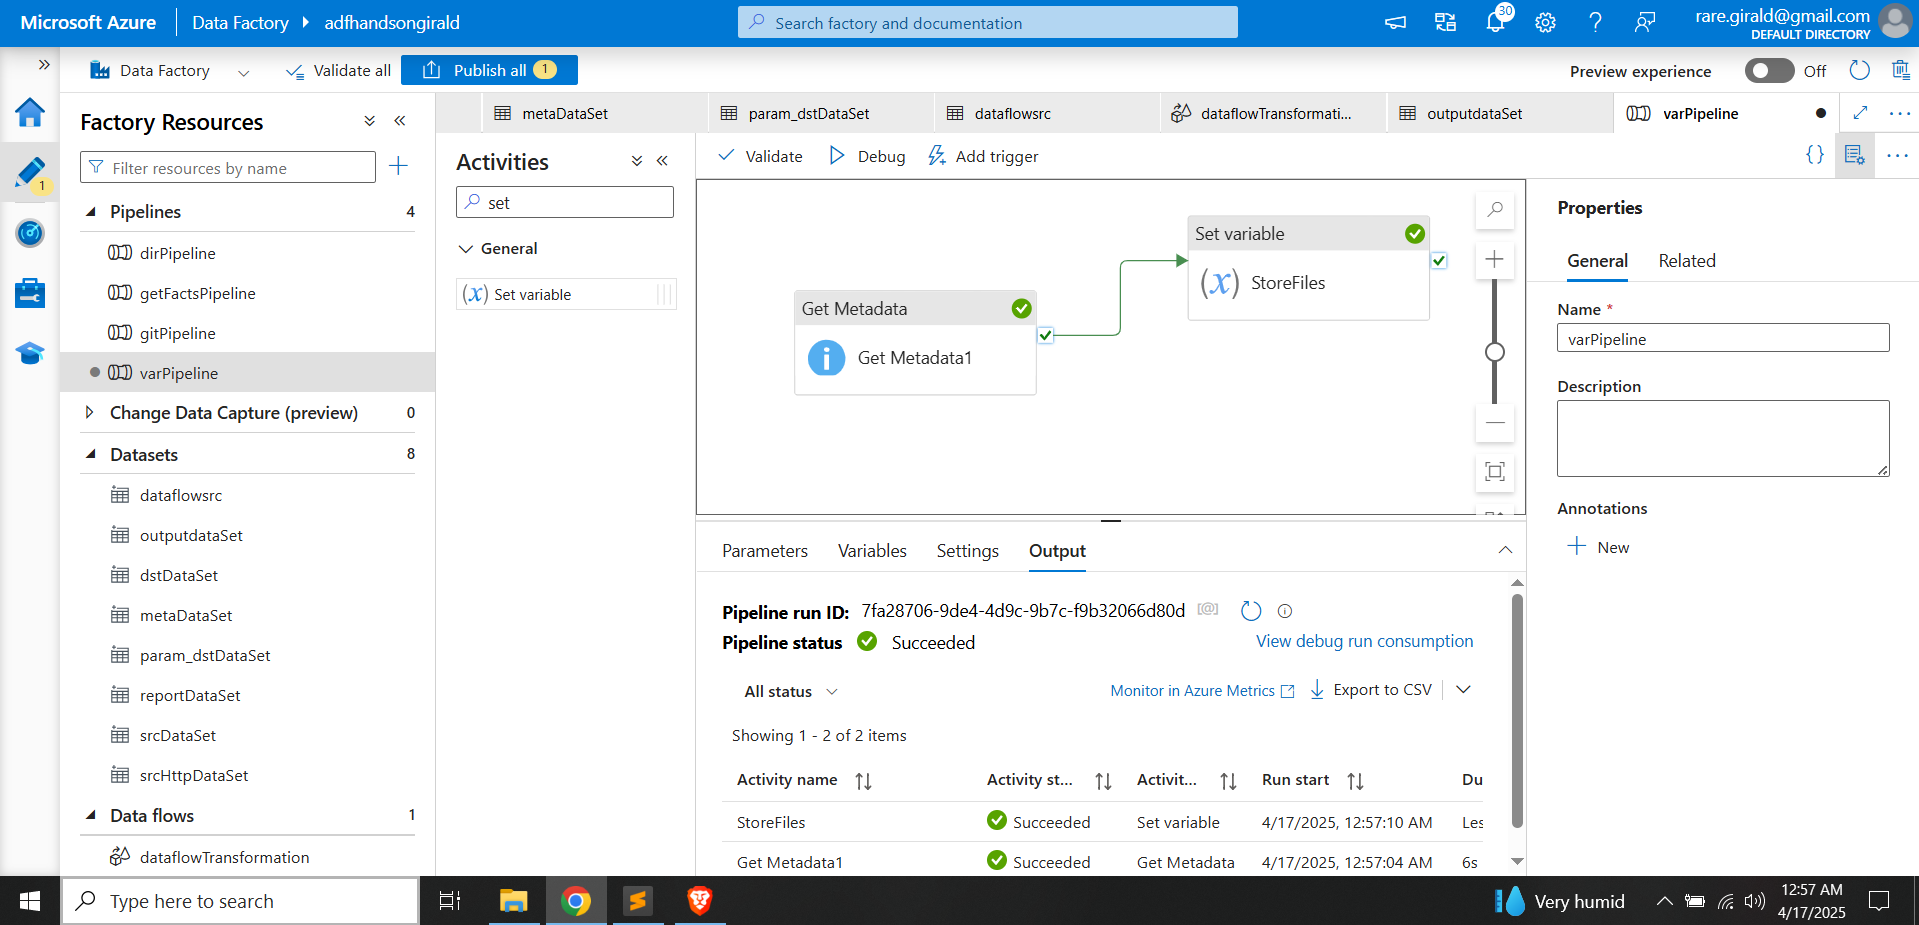 Microsoft Azure
Data Factory
adfhandsongirald
Search factory and documentation
30
rare.girald@gmail.com
DEFAULT DIRECTORY
Data Factory
Validate all
Publish all
1
Preview experience
Off
1
Factory Resources
Filter resources by name
Pipelines 4
dirPipeline
getFactsPipeline
gitPipeline
varPipeline
Change Data Capture (preview) 0
Datasets 8
dataflowsrc
outputdataSet
dstDataSet
metaDataSet
param_dstDataSet
reportDataSet
srcDataSet
srcHttpDataSet
Data flows 1
dataflowTransformation
metaDataSet
param_dstDataSet
dataflowsrc
dataflowTransformati...
outputdataSet
varPipeline
Activities
set
General
(x) Set variable
Validate
Debug
Add trigger
{}
Get Metadata
Get Metadata1
Set variable
(x) StoreFiles
Parameters
Variables
Settings
Output
Pipeline run ID: 7fa28706-9de4-4d9c-9b7c-f9b32066d80d [@]
Pipeline status Succeeded
View debug run consumption
All status
Monitor in Azure Metrics
Export to CSV
Showing 1 - 2 of 2 items
Activity name Activity st... Activit... Run start Du
StoreFiles Succeeded Set variable 4/17/2025, 12:57:10 AM Les
Get Metadata1 Succeeded Get Metadata 4/17/2025, 12:57:04 AM 6s
Properties
General
Related
Name *
varPipeline
Description
Annotations
New
Type here to search
Very humid
12:57 AM
4/17/2025